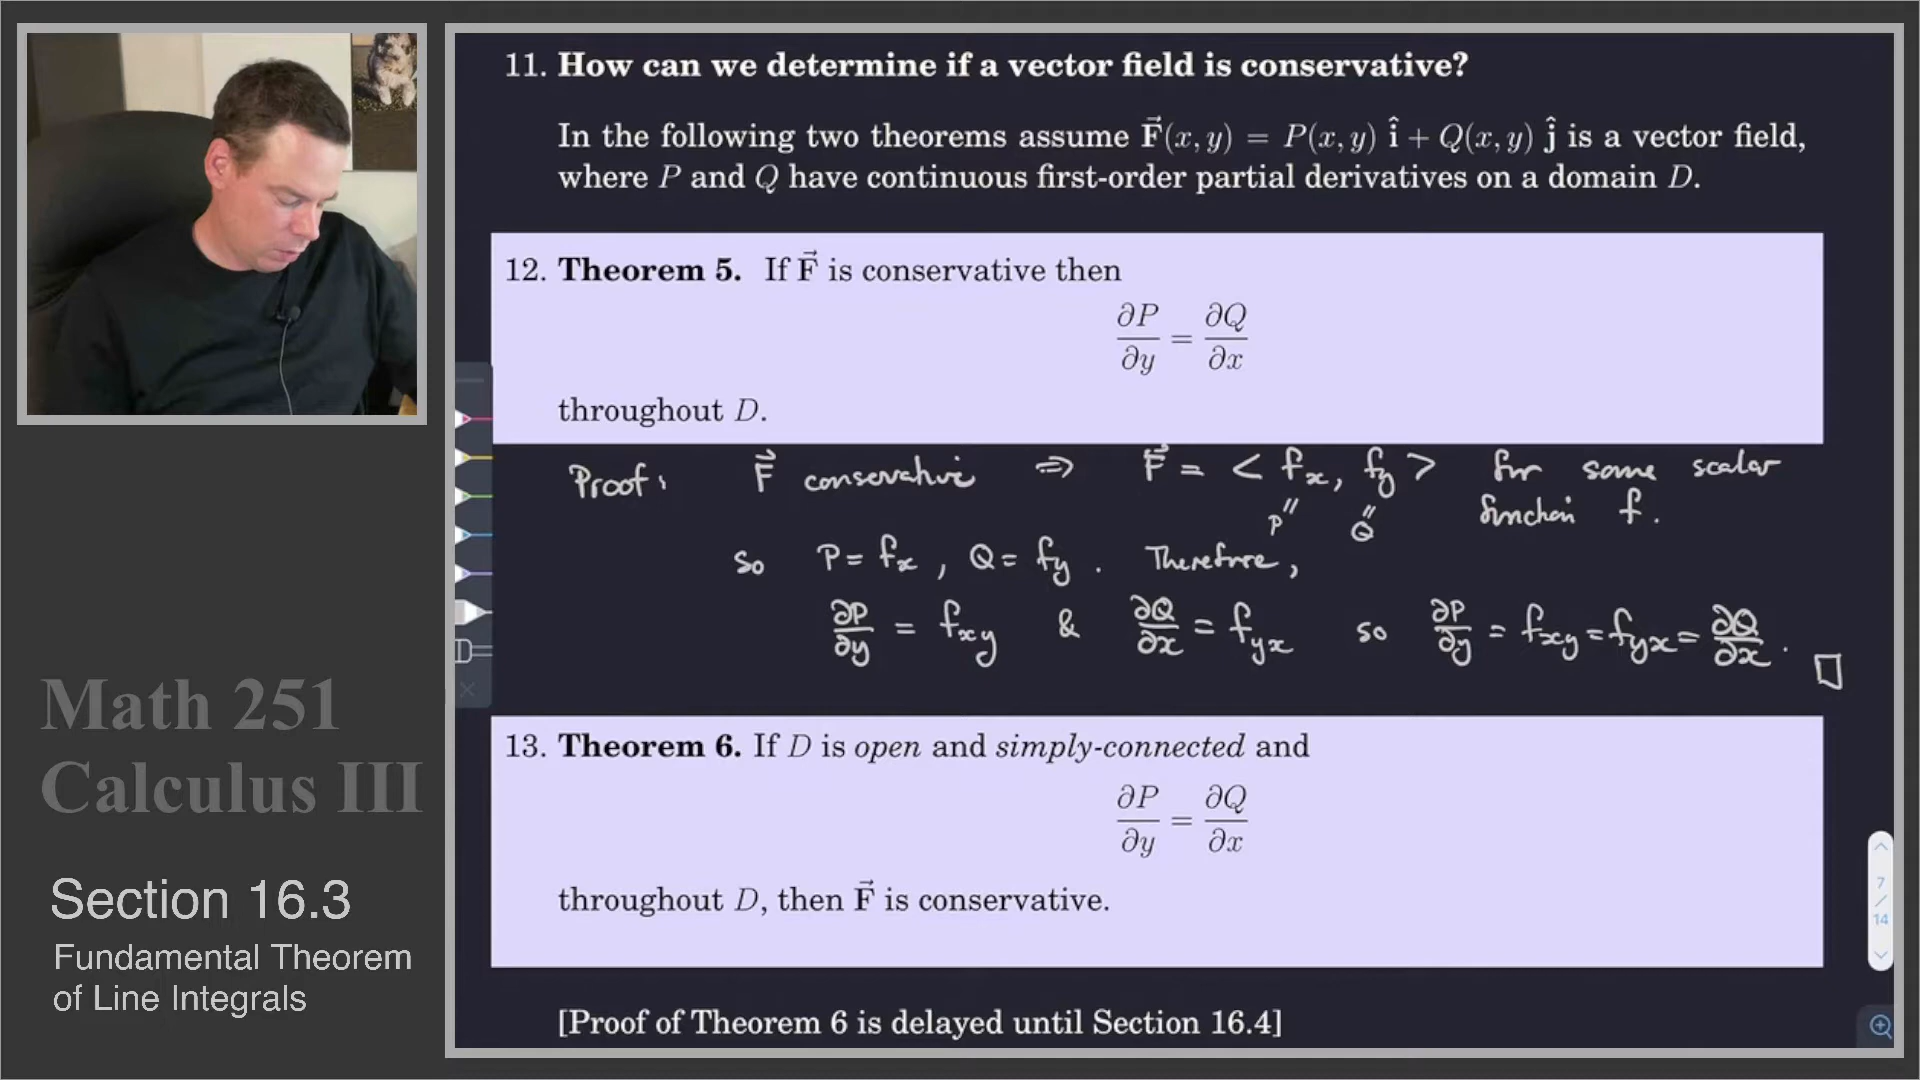 11. How can we determine if a vector field is conservative?
In the following two theorems assume F⃗(x, y) = P(x, y) î + Q(x, y) ĵ is a vector field,
where P and Q have continuous first-order partial derivatives on a domain D.
12. Theorem 5. If F⃗ is conservative then
∂P/∂y = ∂Q/∂x
throughout D.
Proof: F⃗ conservative ⇒ F⃗ = < fx, fy > for some scalar
P" Q" function f.
So P = fx, Q = fy. Therefore,
∂P/∂y = fxy & ∂Q/∂x = fyx so ∂P/∂y = fxy = fyx = ∂Q/∂x. □
13. Theorem 6. If D is open and simply-connected and
∂P/∂y = ∂Q/∂x
throughout D, then F⃗ is conservative.
[Proof of Theorem 6 is delayed until Section 16.4]
Math 251
Calculus III
Section 16.3
Fundamental Theorem
of Line Integrals
7
/
14